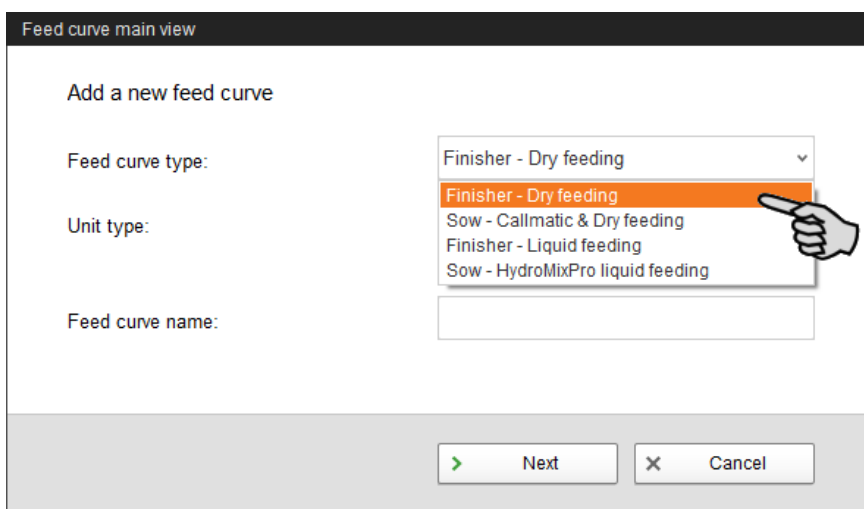 Feed curve main view
Add a new feed curve
Feed curve type:
Finisher - Dry feeding
Finisher - Dry feeding
Sow - Callmatic & Dry feeding
Unit type:
Finisher - Liquid feeding
Sow - HydroMixPro liquid feeding
Feed curve name:
Next
Cancel